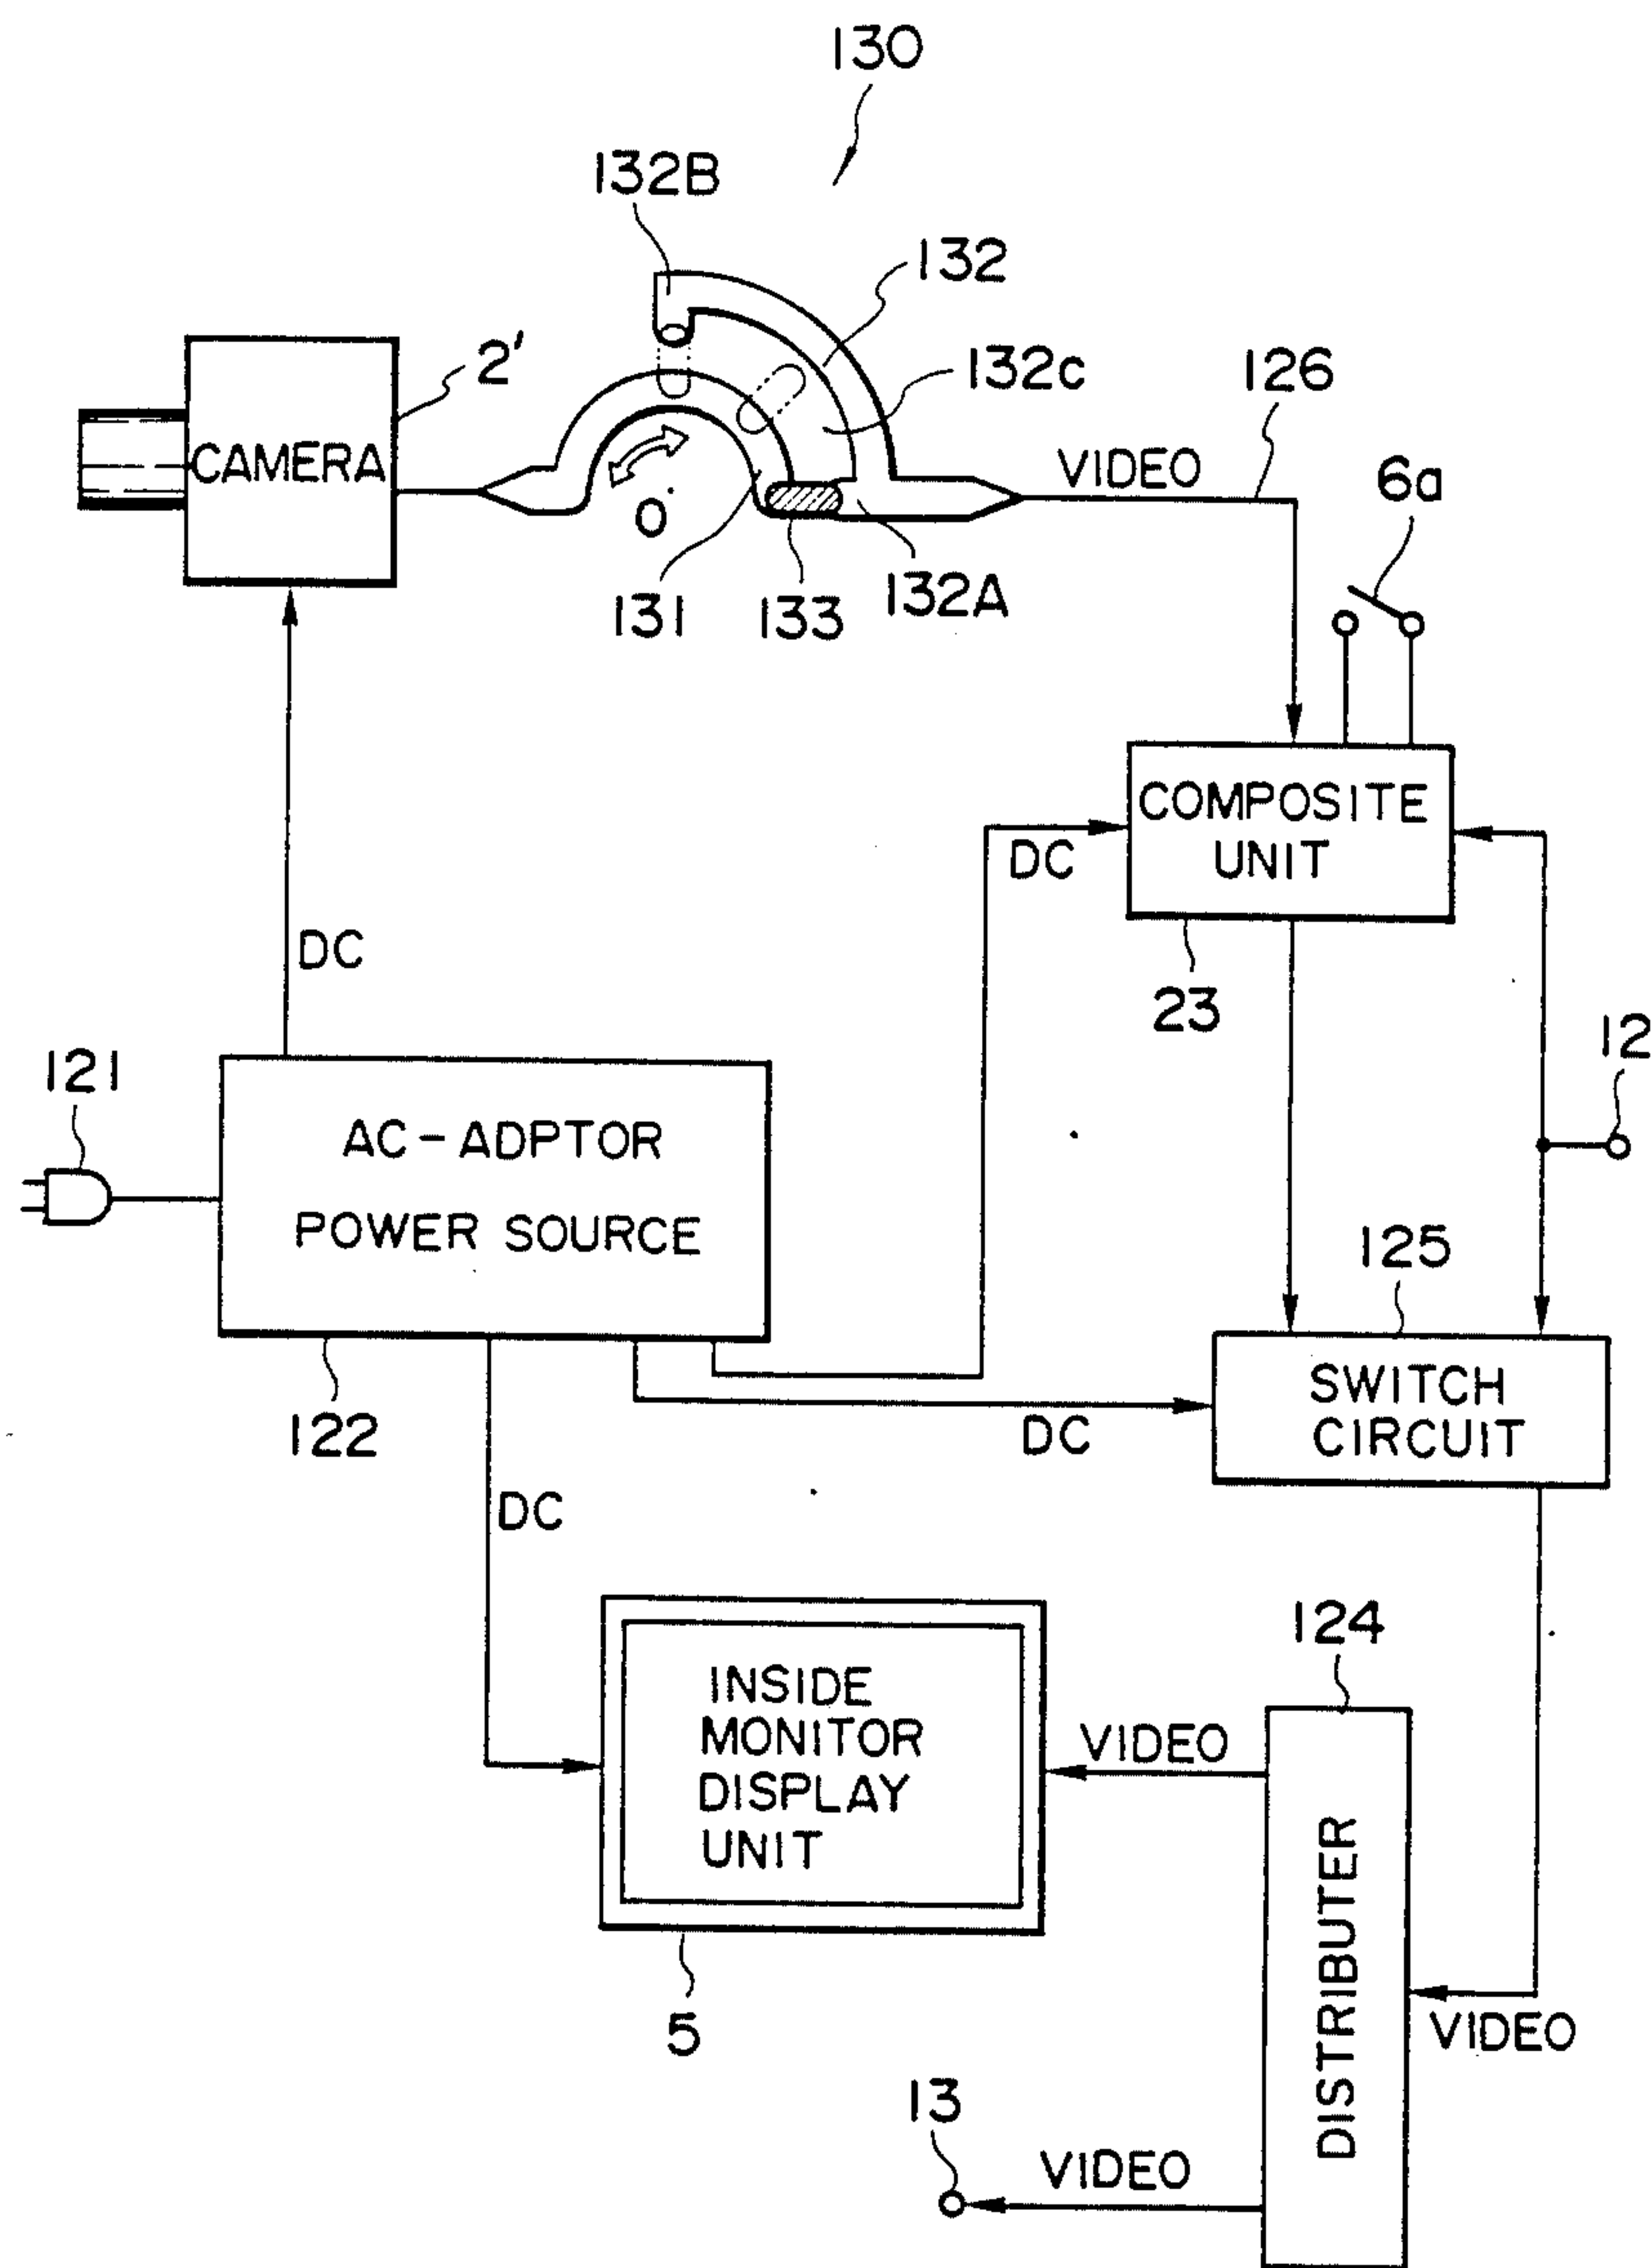 130
132B
132
2'
132c
126
CAMERA
VIDEO
6a
O
131
133
132A
COMPOSITE
UNIT
DC
DC
23
12
121
AC-ADPTOR
POWER SOURCE
125
SWITCH
CIRCUIT
122
DC
DC
124
INSIDE
MONITOR
DISPLAY
UNIT
VIDEO
DISTRIBUTER
5
VIDEO
13
VIDEO